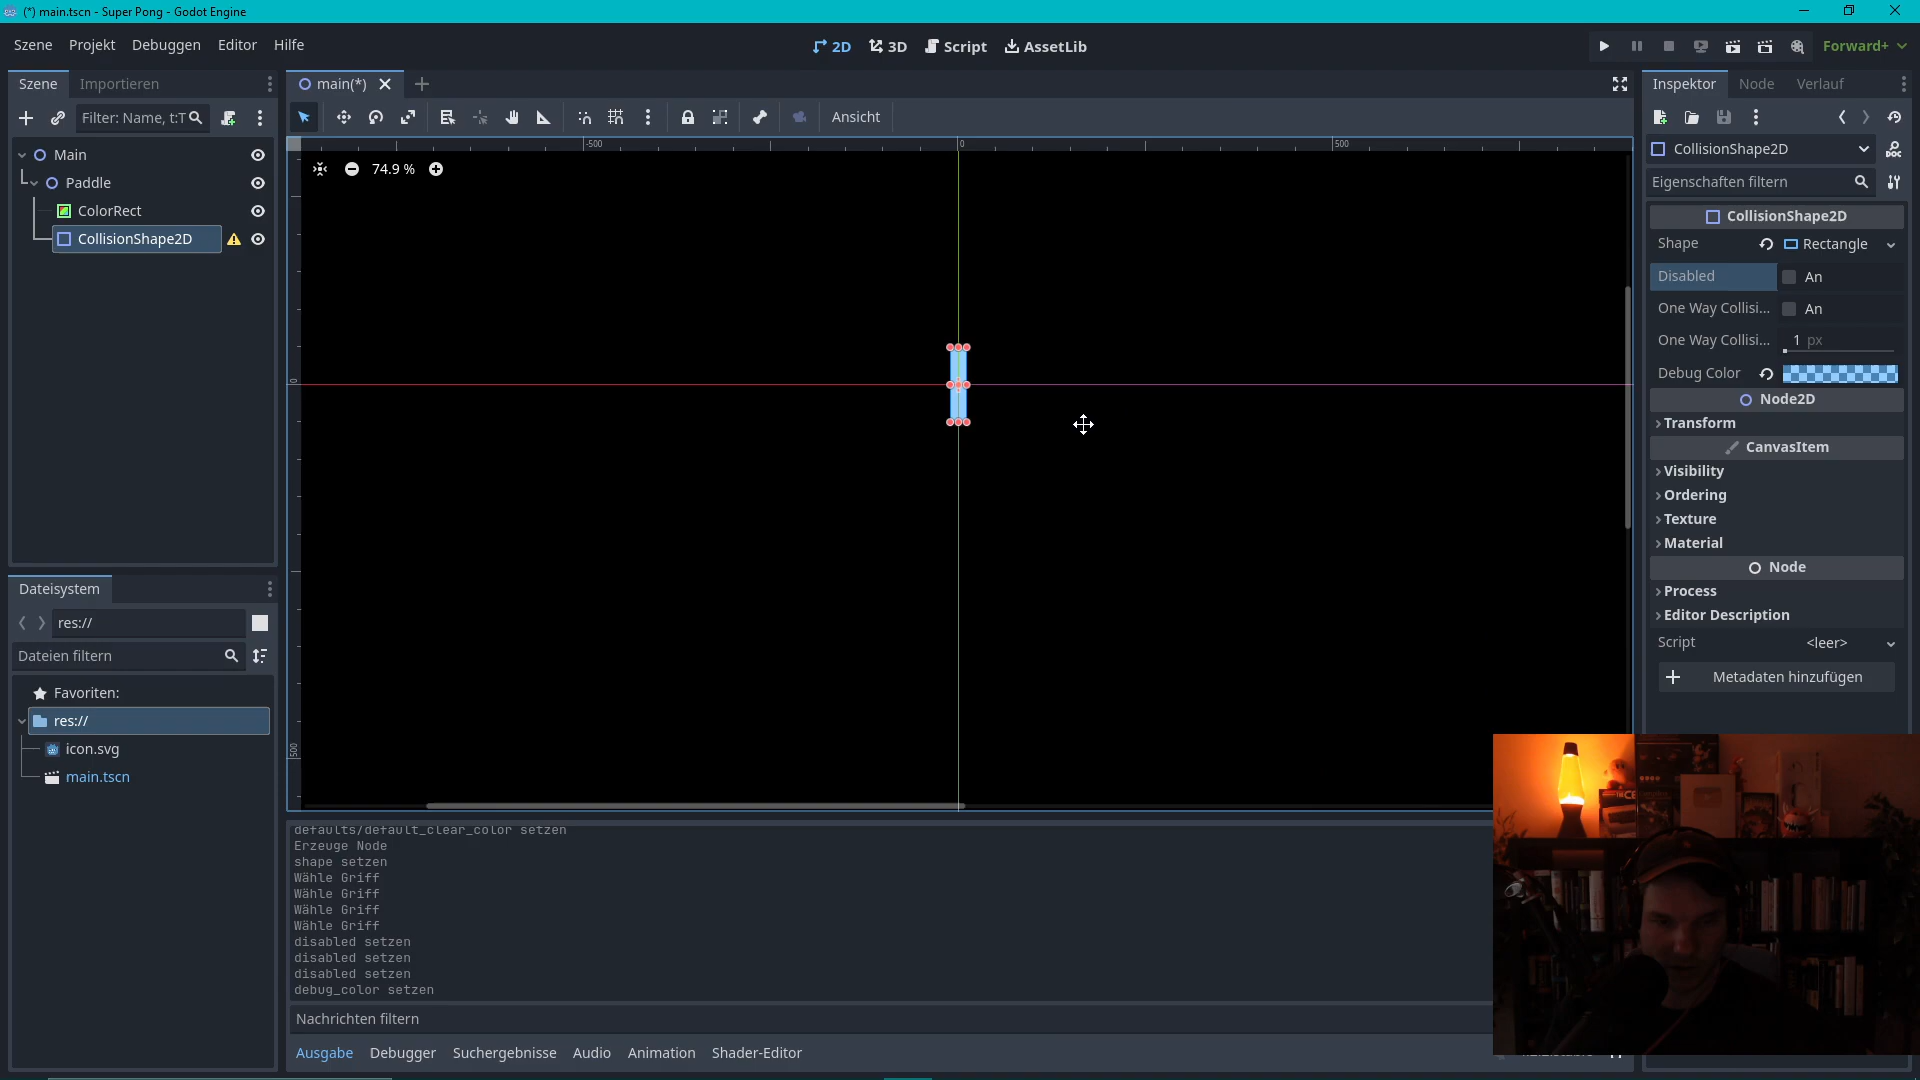 (*) main.tscn - Super Pong - Godot Engine
Szene Projekt Debuggen Editor Hilfe
2D 3D Script AssetLib
Forward+
Szene Importieren
Filter: Name, t:T
Main
Paddle
ColorRect
CollisionShape2D
Dateisystem
res://
Dateien filtern
Favoriten:
res://
icon.svg
main.tscn
main(*)
Ansicht
-500 0 500
74.9 %
0
500
defaults/default_clear_color setzen
Erzeuge Node
shape setzen
Wähle Griff
Wähle Griff
Wähle Griff
Wähle Griff
disabled setzen
disabled setzen
disabled setzen
debug_color setzen
Nachrichten filtern
Ausgabe Debugger Suchergebnisse Audio Animation Shader-Editor
Inspektor Node Verlauf
CollisionShape2D
DOC
Eigenschaften filtern
CollisionShape2D
Shape Rectangle
Disabled An
One Way Collisi... An
One Way Collisi... 1 px
Debug Color
Node2D
Transform
CanvasItem
Visibility
Ordering
Texture
Material
Node
Process
Editor Description
Script <leer>
Metadaten hinzufügen